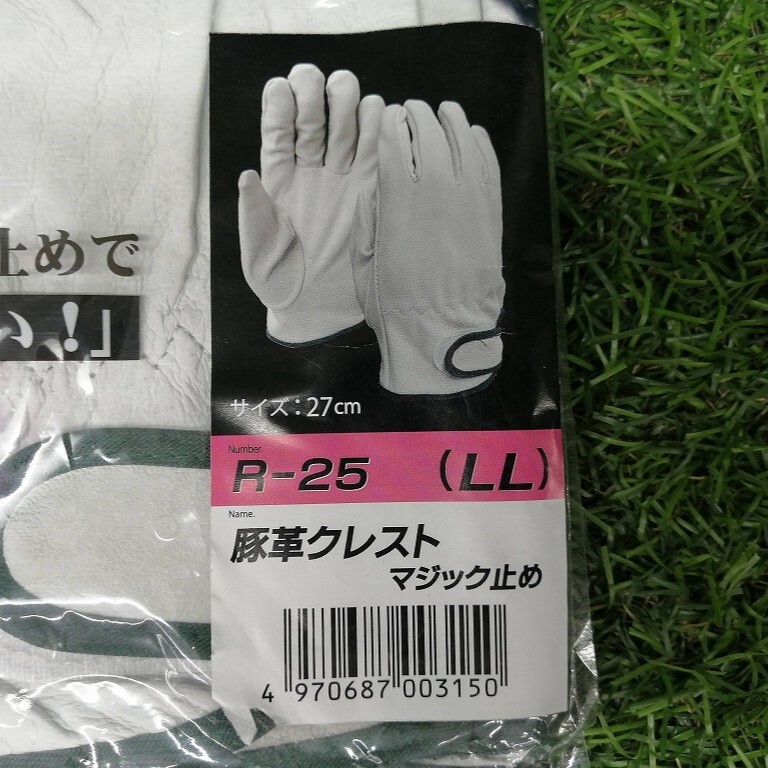 止めで
い！」
サイズ：27cm
Number.
R-25 (LL)
Name.
豚革クレスト
マジック止め
4 970687 003150